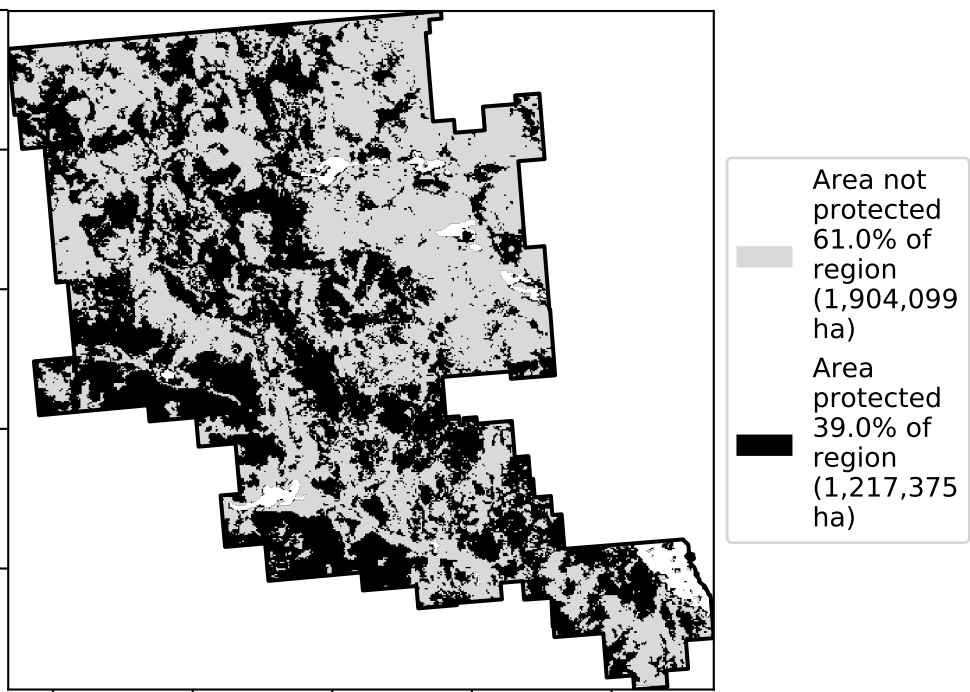 Area not
protected
61.0% of
region
(1,904,099
ha)
Area
protected
39.0% of
region
(1,217,375
ha)